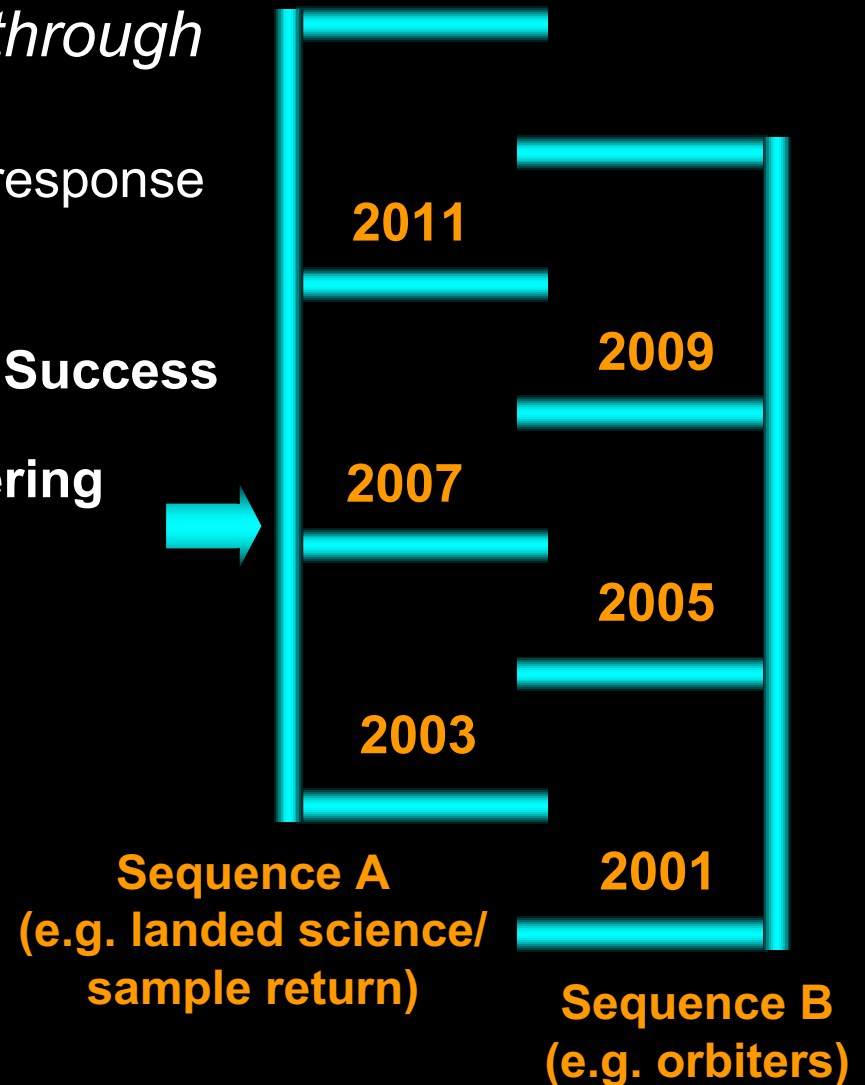 through
response
2011
2009
Success
ering
2007
2005
2003
2001
Sequence A
(e.g. landed science/
sample return)
Sequence B
(e.g. orbiters)